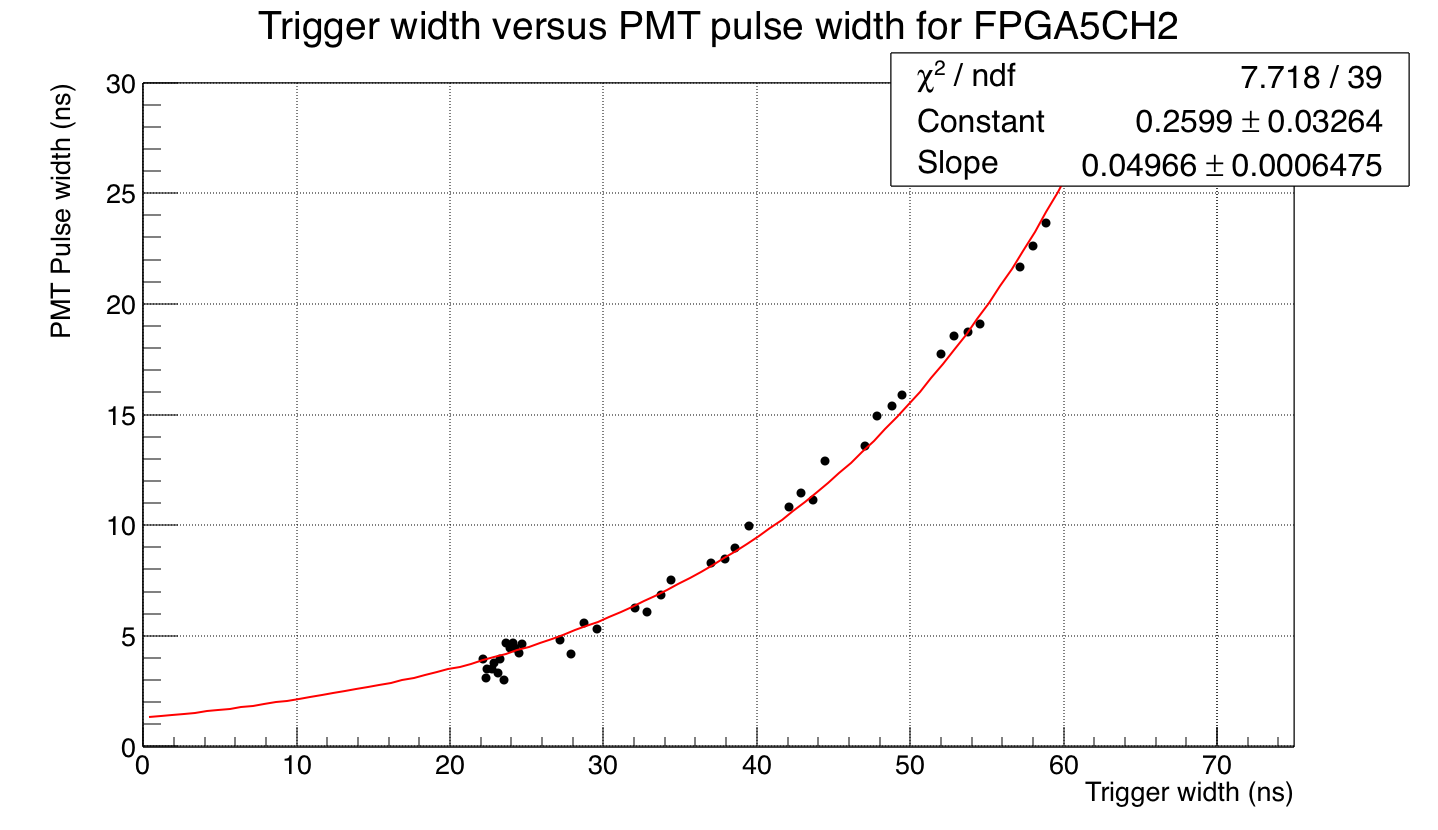 Trigger width versus PMT pulse width for FPGA5CH2
χ² / ndf 7.718 / 39
Constant 0.2599 ± 0.03264
Slope 0.04966 ± 0.0006475
PMT Pulse width (ns)
30
25
20
15
10
5
0
0 10 20 30 40 50 60 70
Trigger width (ns)